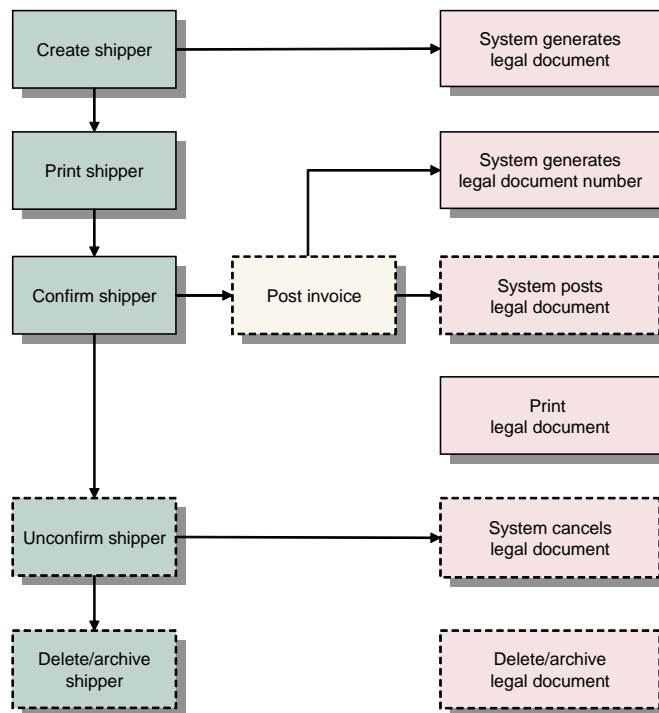 Create shipper
System generates
legal document
Print shipper
System generates
legal document number
Confirm shipper
Post invoice
System posts
legal document
Print
legal document
Unconfirm shipper
System cancels
legal document
Delete/archive
shipper
Delete/archive
legal document